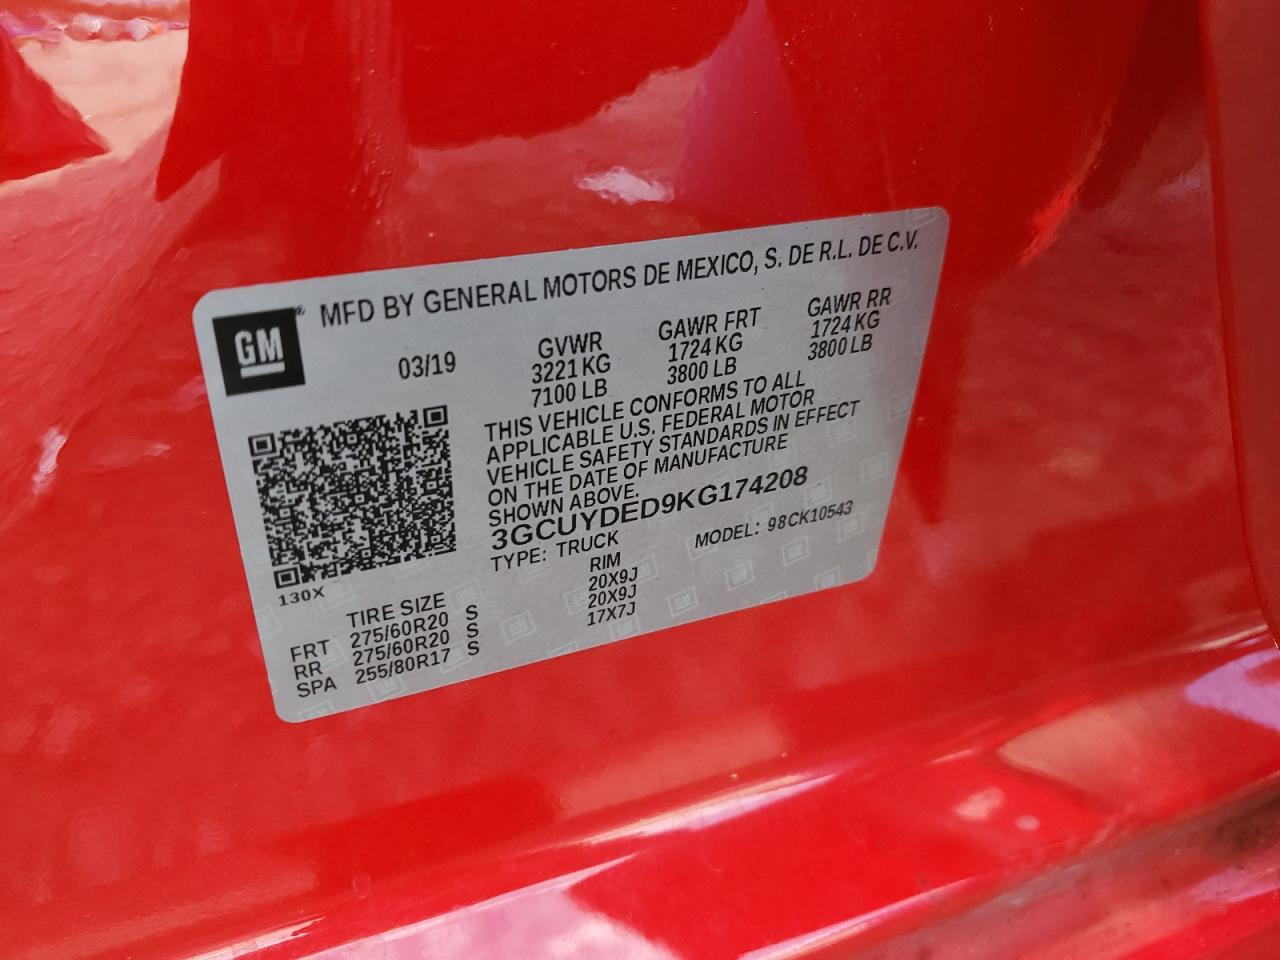 MFD BY GENERAL MOTORS DE MEXICO, S. DE R.L. DE C.V.
GM
03/19
GVWR GAWR FRT GAWR RR
3221 KG 1724 KG 1724 KG
7100 LB 3800 LB 3800 LB
THIS VEHICLE CONFORMS TO ALL
APPLICABLE U.S. FEDERAL MOTOR
VEHICLE SAFETY STANDARDS IN EFFECT
ON THE DATE OF MANUFACTURE
SHOWN ABOVE.
3GCUYDED9KG174208
TYPE: TRUCK MODEL: 98CK10543
130X
TIRE SIZE RIM
FRT 275/60R20 S 20X9J
RR 275/60R20 S 20X9J
SPA 255/80R17 S 17X7J